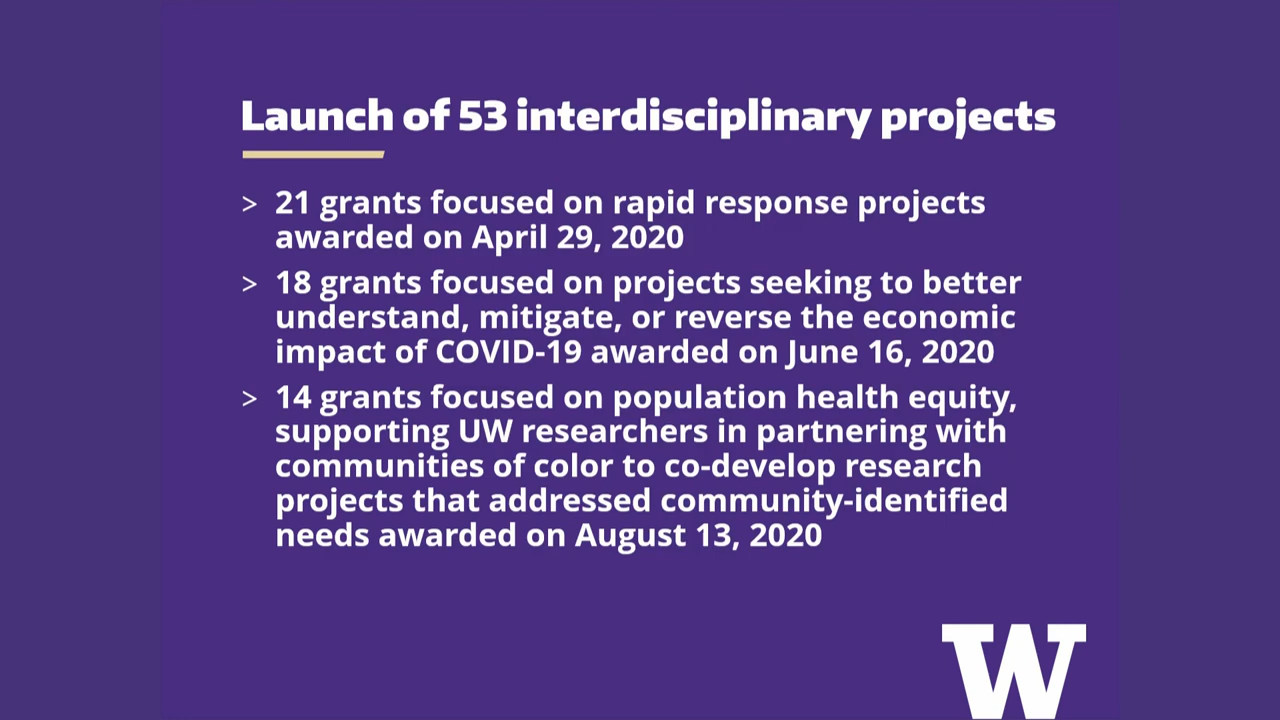 Launch of 53 interdisciplinary projects
> 21 grants focused on rapid response projects
awarded on April 29, 2020
> 18 grants focused on projects seeking to better
understand, mitigate, or reverse the economic
impact of COVID-19 awarded on June 16, 2020
> 14 grants focused on population health equity,
supporting UW researchers in partnering with
communities of color to co-develop research
projects that addressed community-identified
needs awarded on August 13, 2020
W